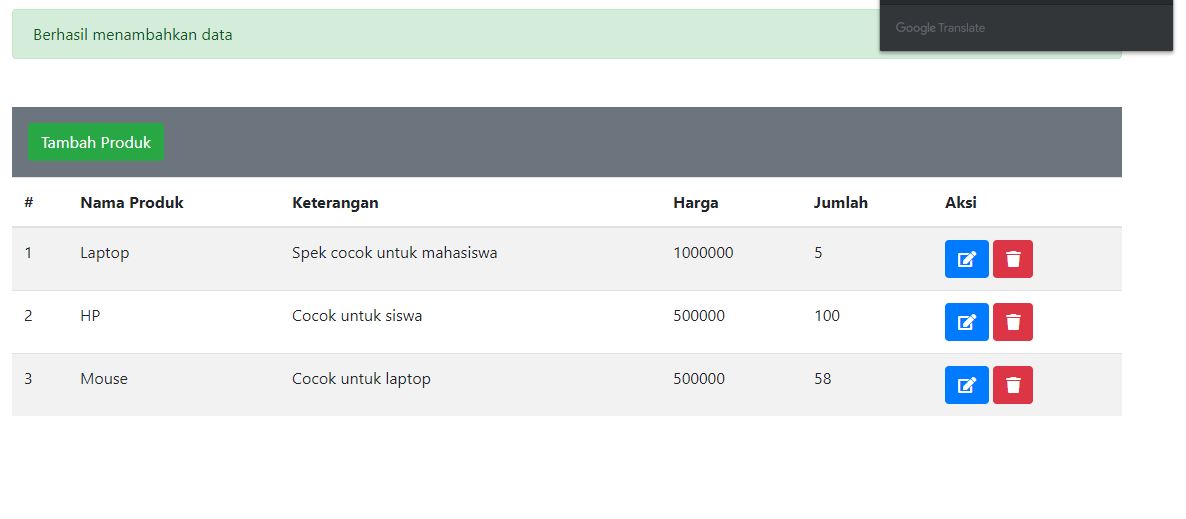 Berhasil menambahkan data
Google Translate
Tambah Produk
# Nama Produk Keterangan Harga Jumlah Aksi
1 Laptop Spek cocok untuk mahasiswa 1000000 5
2 HP Cocok untuk siswa 500000 100
3 Mouse Cocok untuk laptop 500000 58